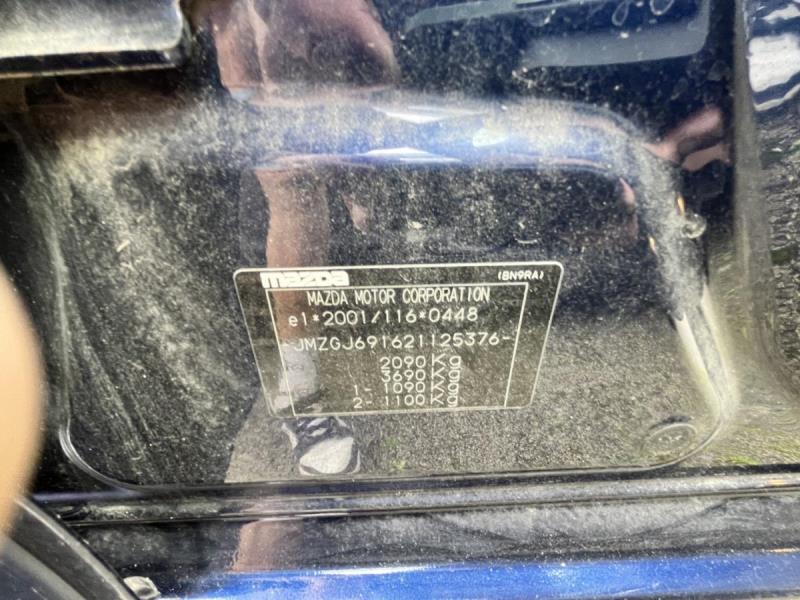 mazda (BN9RA)
MAZDA MOTOR CORPORATION
e1*2001/116*0448
-JMZGJ691621125376-
2090 Kg
3690 Kg
1- 1090 Kg
2- 1100 Kg